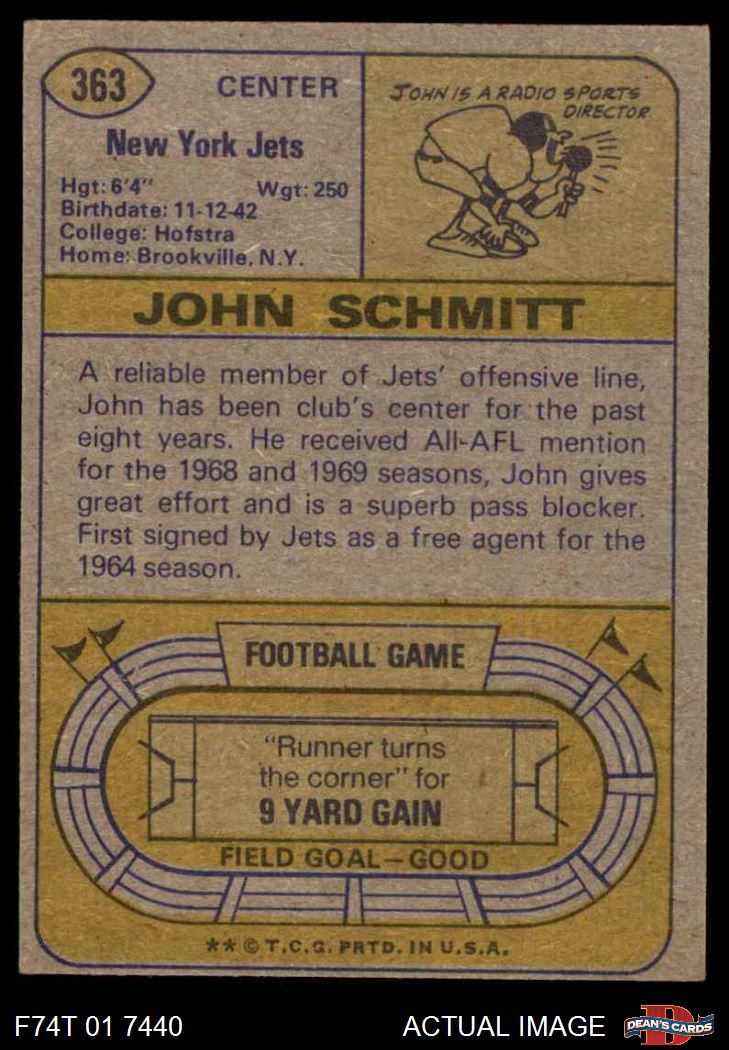 363
CENTER
New York Jets
Hgt: 6'4" Wgt: 250
Birthdate: 11-12-42
College: Hofstra
Home: Brookville, N.Y.
JOHN IS A RADIO SPORTS
DIRECTOR
JOHN SCHMITT
A reliable member of Jets' offensive line,
John has been club's center for the past
eight years. He received All-AFL mention
for the 1968 and 1969 seasons, John gives
great effort and is a superb pass blocker.
First signed by Jets as a free agent for the
1964 season.
FOOTBALL GAME
"Runner turns
the corner" for
9 YARD GAIN
FIELD GOAL—GOOD
** © T.C.G. PRTD. IN U.S.A.
F74T 01 7440
ACTUAL IMAGE
D
DEAN'S CARDS